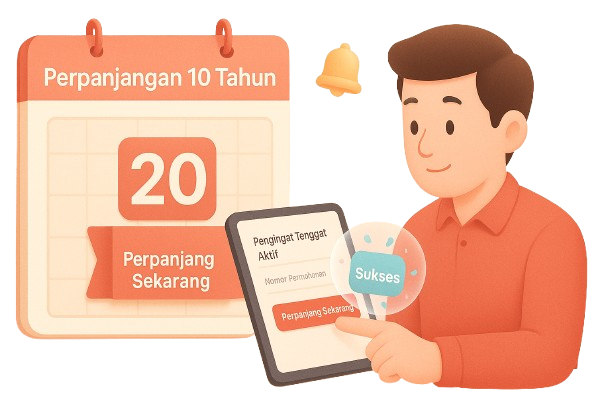 Perpanjangan 10 Tahun
20
Perpanjang
Sekarang
Pengingat Tenggat
Aktif
Nomor Permohonan
Perpanjang Sekarang
Sukses